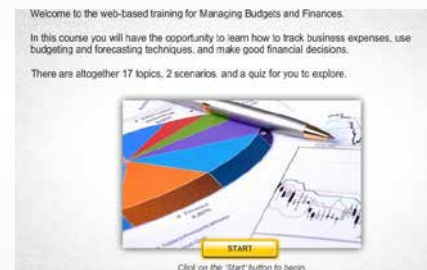 Welcome to the web-based training for Managing Budgets and Finances.
In this course you will have the opportunity to learn how to track business expenses, use
budgeting and forecasting techniques, and make good financial decisions.
There are altogether 17 topics, 2 scenarios, and a quiz for you to explore.
START
Click on the 'Start' button to begin.